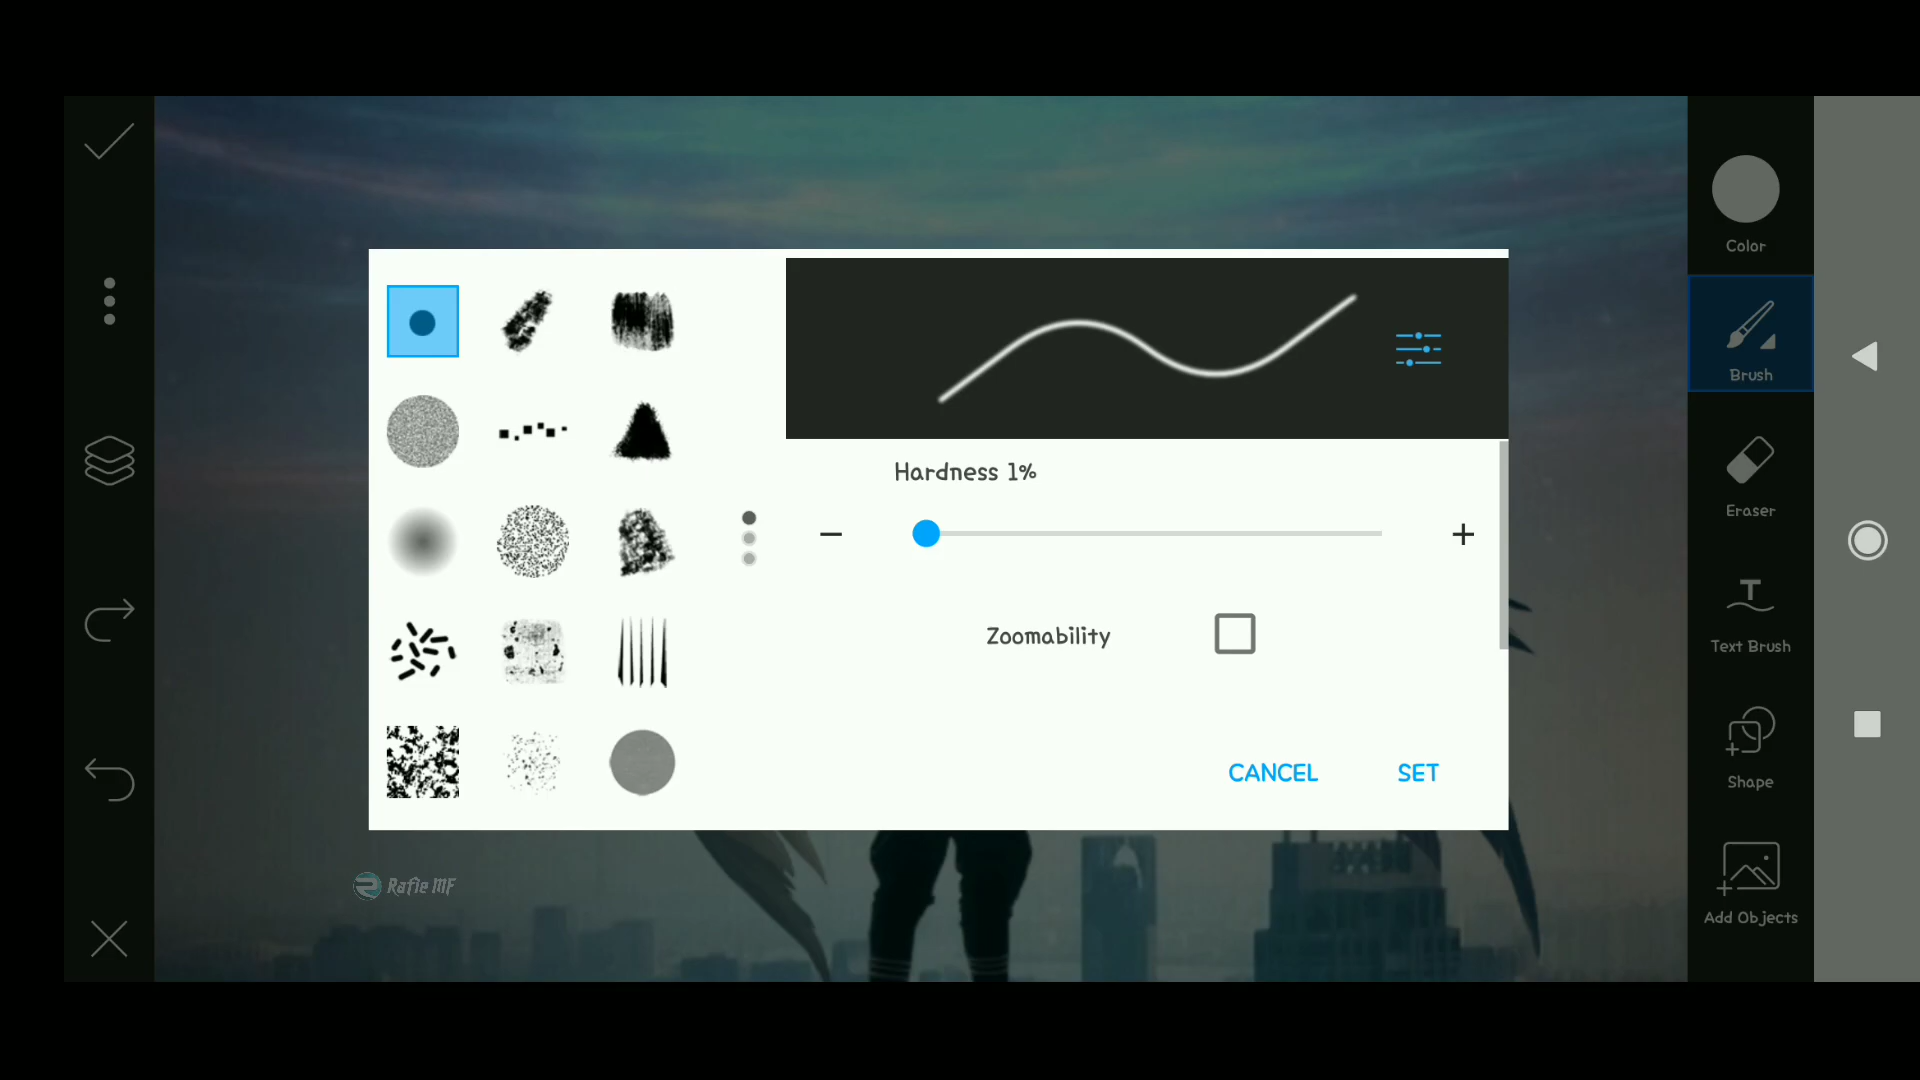 Color
Brush
Hardness 1%
Eraser
Zoomability
Text Brush
CANCEL
SET
Shape
Rafie MF
Add Objects